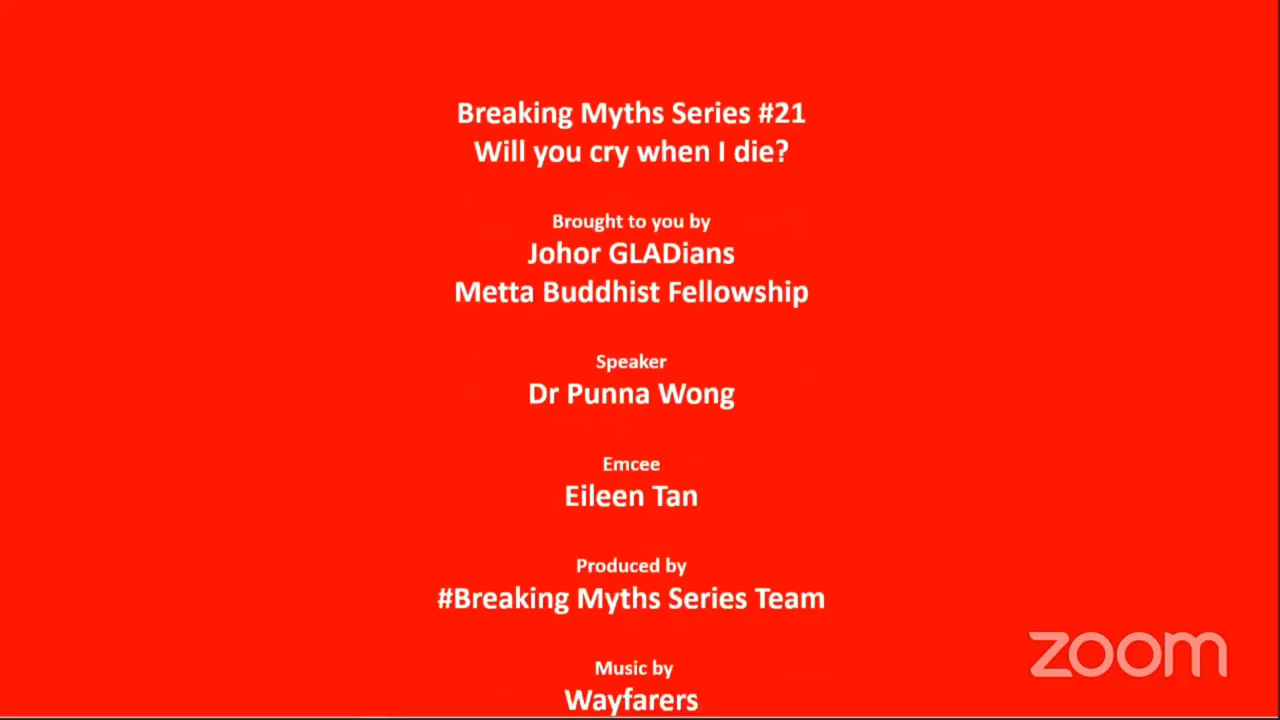 Breaking Myths Series #21
Will you cry when I die?
Brought to you by
Johor GLADians
Metta Buddhist Fellowship
Speaker
Dr Punna Wong
Emcee
Eileen Tan
Produced by
#Breaking Myths Series Team
Music by
Wayfarers
zoom